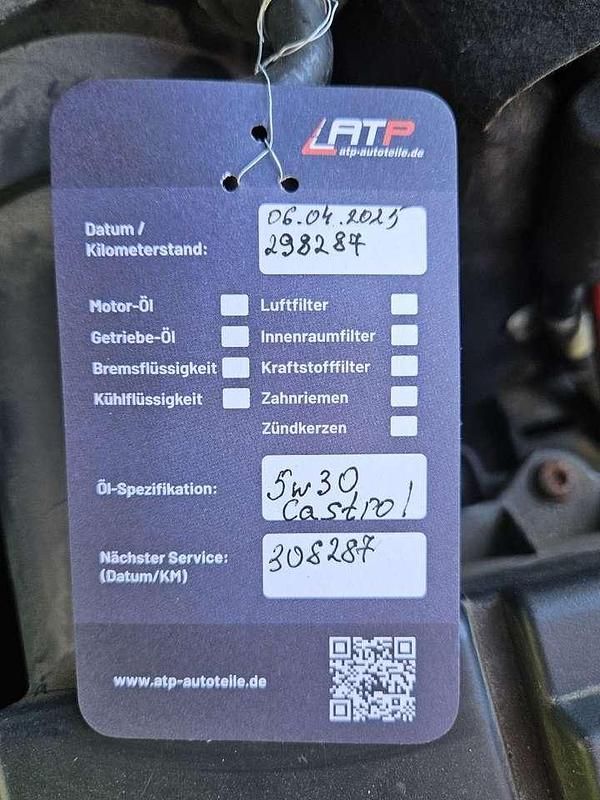 ATP
atp-autoteile.de
Datum /
Kilometerstand:
06.04.2025
298287
Motor-Öl
Luftfilter
Getriebe-Öl
Innenraumfilter
Bremsflüssigkeit
Kraftstofffilter
Kühlflüssigkeit
Zahnriemen
Zündkerzen
Öl-Spezifikation:
5w30
Castrol
Nächster Service:
(Datum/KM)
308287
www.atp-autoteile.de